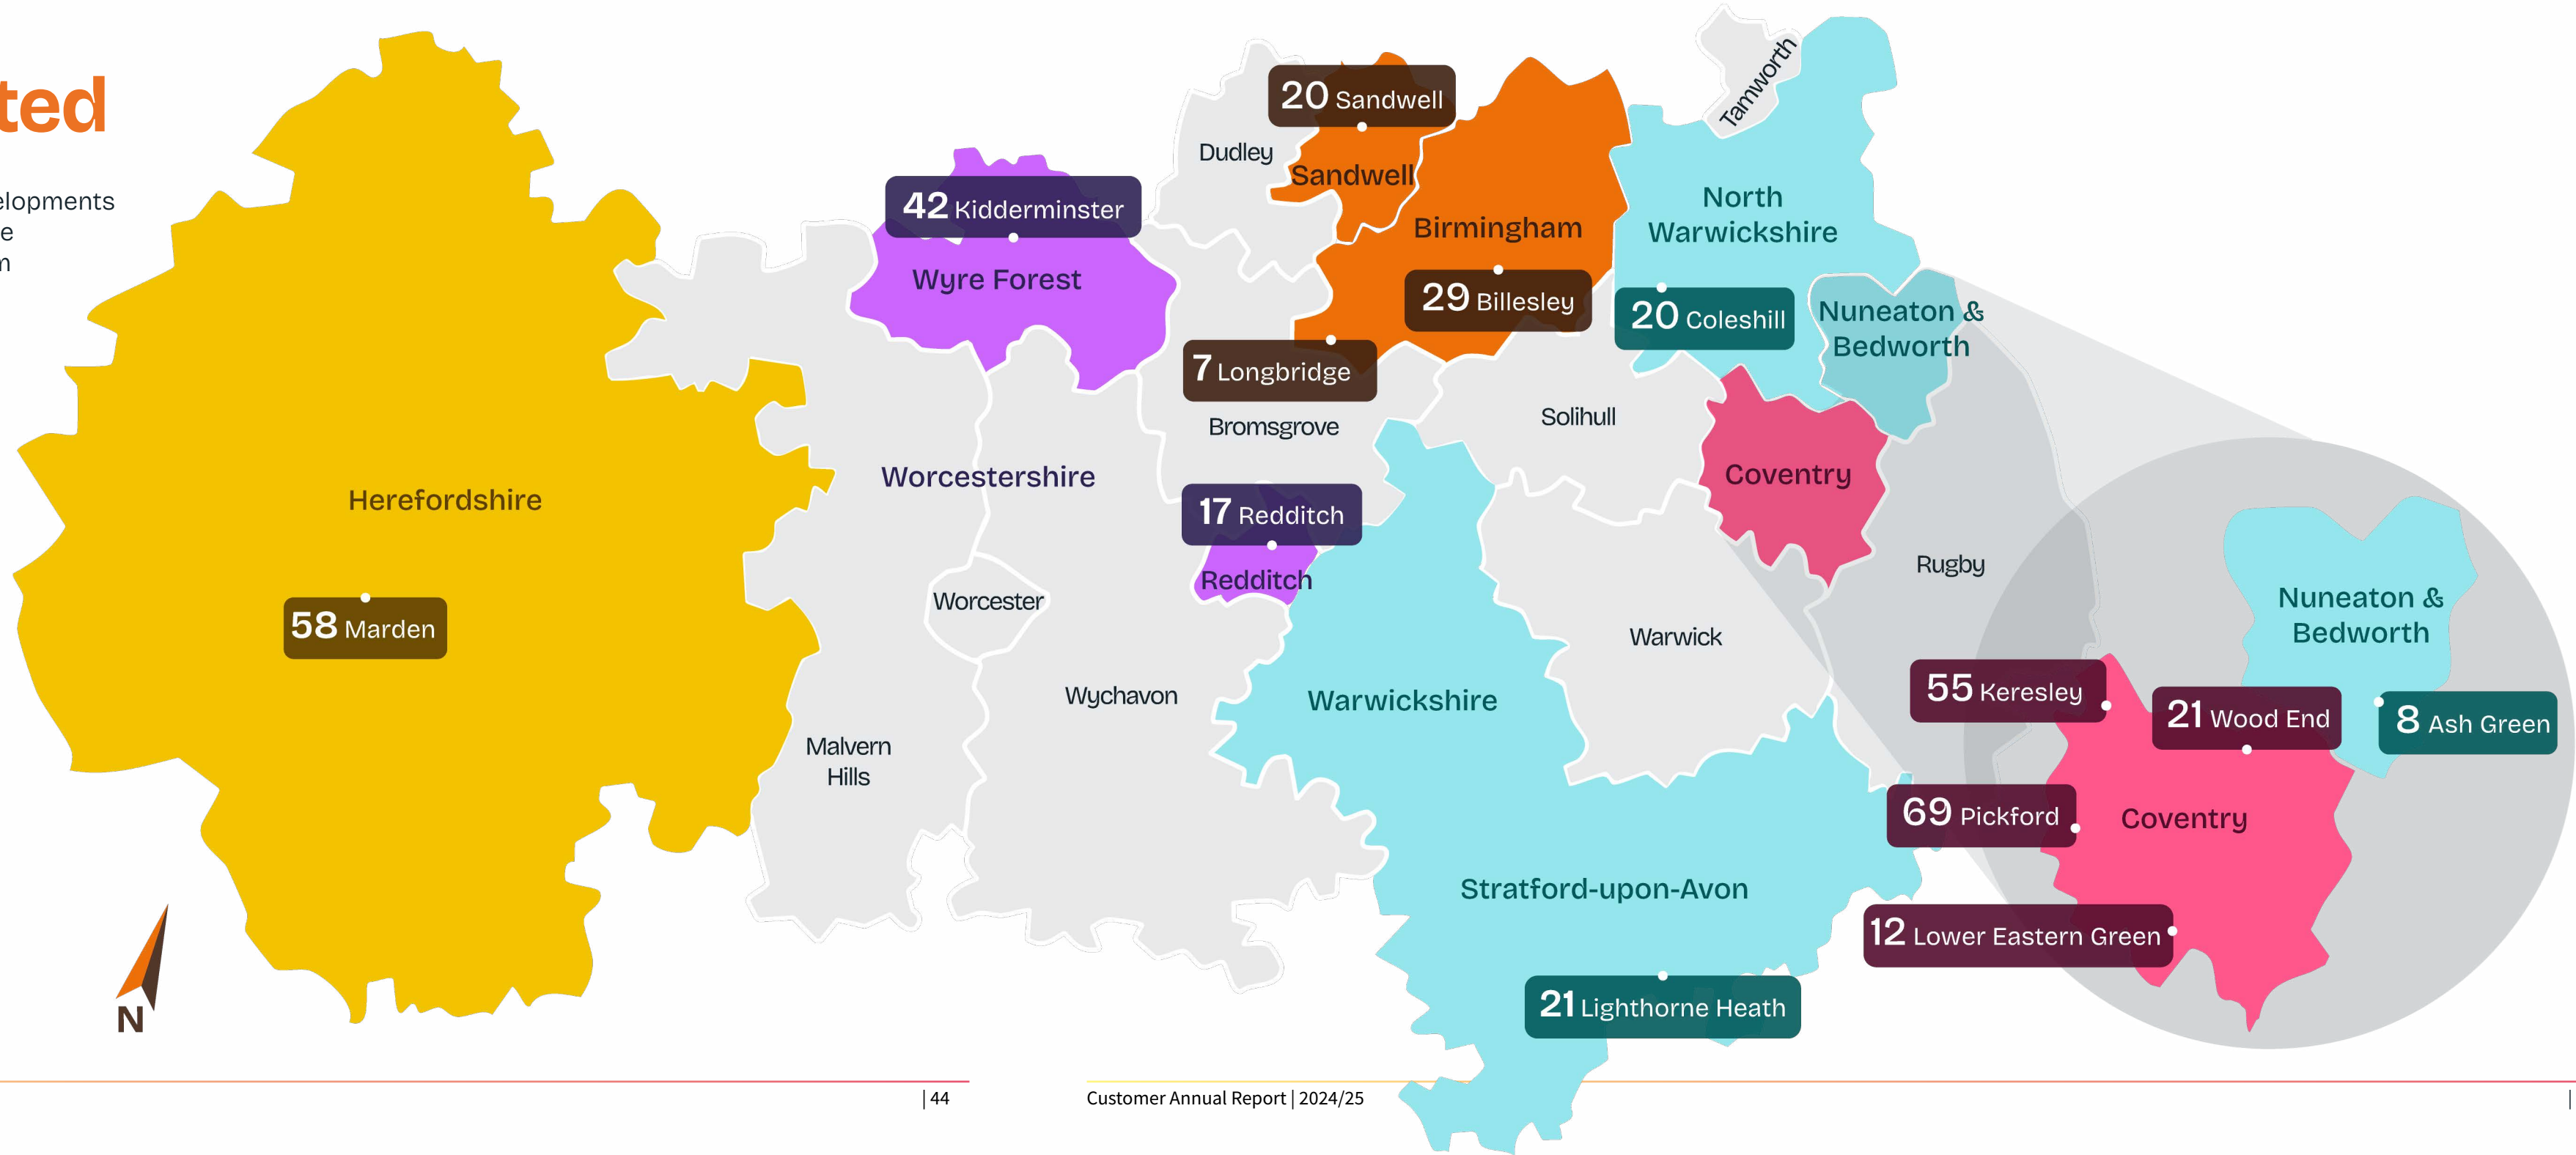 ted
elopments
e
n
Herefordshire
58 Marden
N
42 Kidderminster
Wyre Forest
Worcestershire
Worcester
Malvern
Hills
Wychavon
Dudley
20 Sandwell
Sandwell
Birmingham
29 Billesley
7 Longbridge
Bromsgrove
17 Redditch
Redditch
Solihull
Tamworth
North
Warwickshire
20 Coleshill
Nuneaton &
Bedworth
Coventry
Rugby
Warwick
Warwickshire
Stratford-upon-Avon
21 Lighthorne Heath
Nuneaton &
Bedworth
55 Keresley
21 Wood End
8 Ash Green
69 Pickford
Coventry
12 Lower Eastern Green
| 44
Customer Annual Report | 2024/25
|